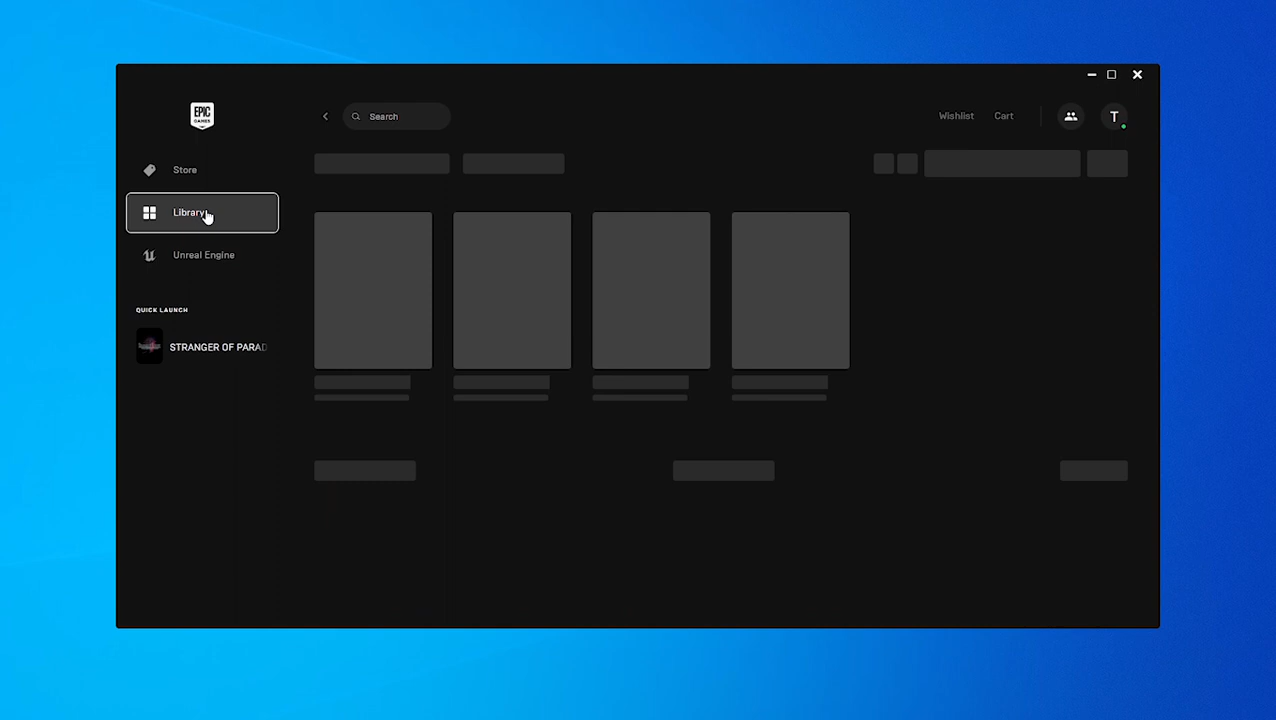 EPIC
GAMES
Search
Wishlist
Cart
T
Store
Library
Unreal Engine
QUICK LAUNCH
STRANGER OF PARAD